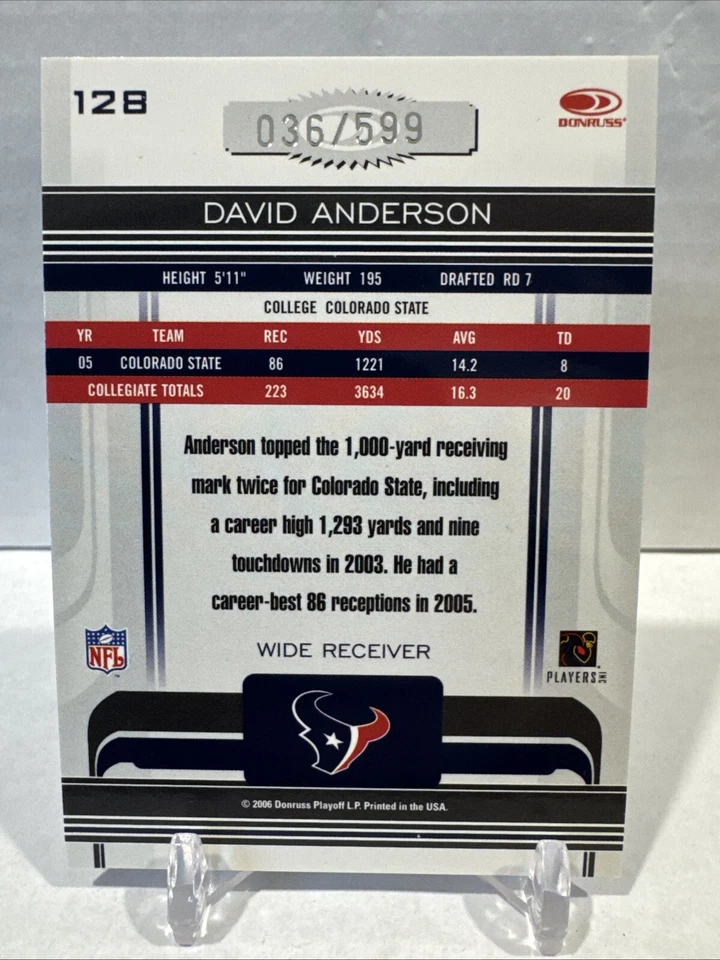 128
036/599
DONRUSS
DAVID ANDERSON
HEIGHT 5'11" WEIGHT 195 DRAFTED RD 7
COLLEGE COLORADO STATE
YR TEAM REC YDS AVG TD
05 COLORADO STATE 86 1221 14.2 8
COLLEGIATE TOTALS 223 3634 16.3 20
Anderson topped the 1,000-yard receiving
mark twice for Colorado State, including
a career high 1,293 yards and nine
touchdowns in 2003. He had a
career-best 86 receptions in 2005.
WIDE RECEIVER
NFL
PLAYERS INC
© 2006 Donruss Playoff L.P. Printed in the USA.